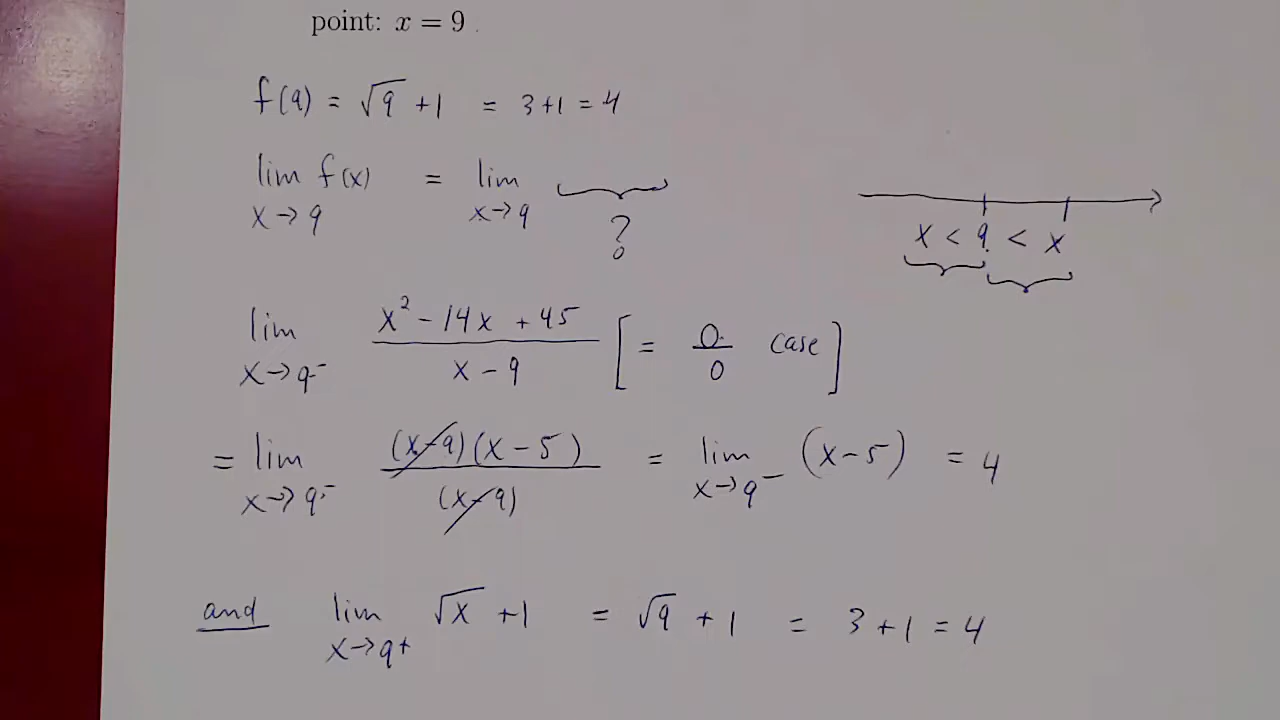 point: x = 9
f(9) = √9 + 1 = 3 + 1 = 4
lim f(x) = lim
x → 9 x → 9 ?
x < 9 < x
lim x² − 14x + 45 [ = 0 case ]
x → 9⁻ x − 9 0
= lim (x−9)(x − 5) = lim (x − 5) = 4
x → 9⁻ (x−9) x → 9⁻
and lim √x + 1 = √9 + 1 = 3 + 1 = 4
x → 9+